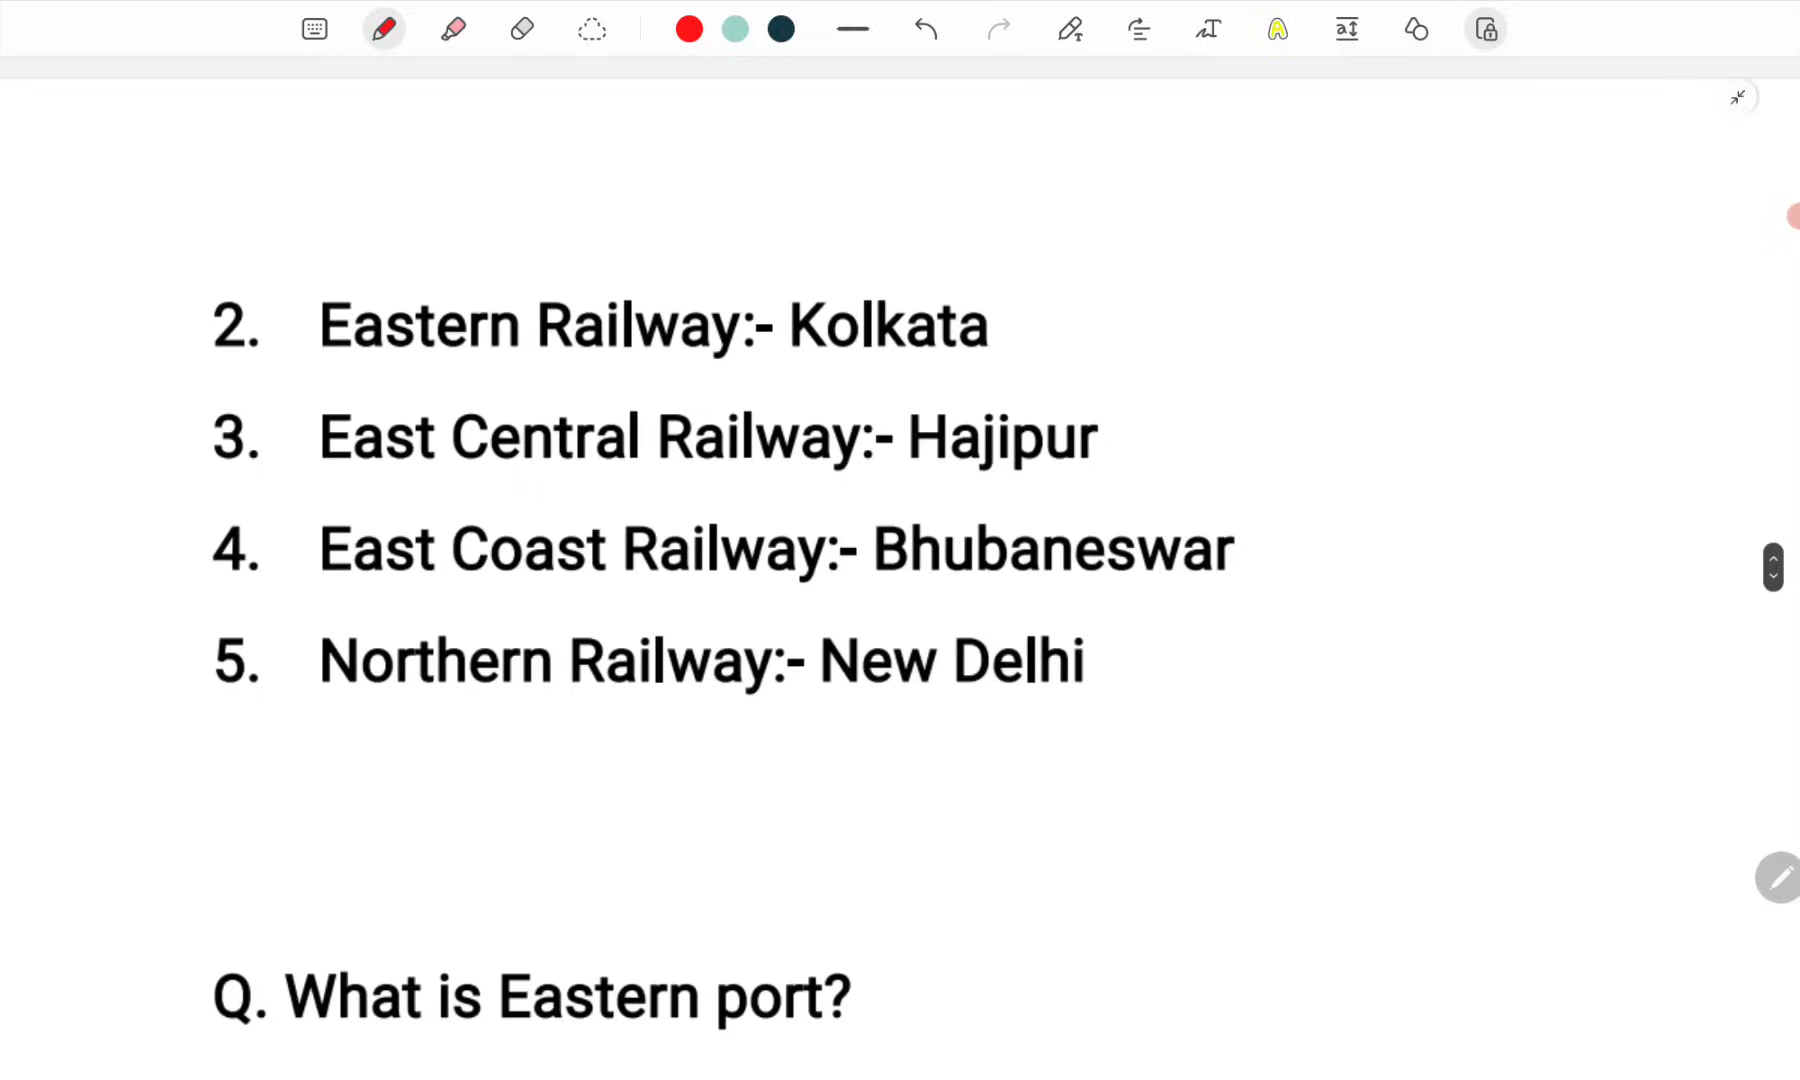 2. Eastern Railway:- Kolkata
3. East Central Railway:- Hajipur
4. East Coast Railway:- Bhubaneswar
5. Northern Railway:- New Delhi
Q. What is Eastern port?